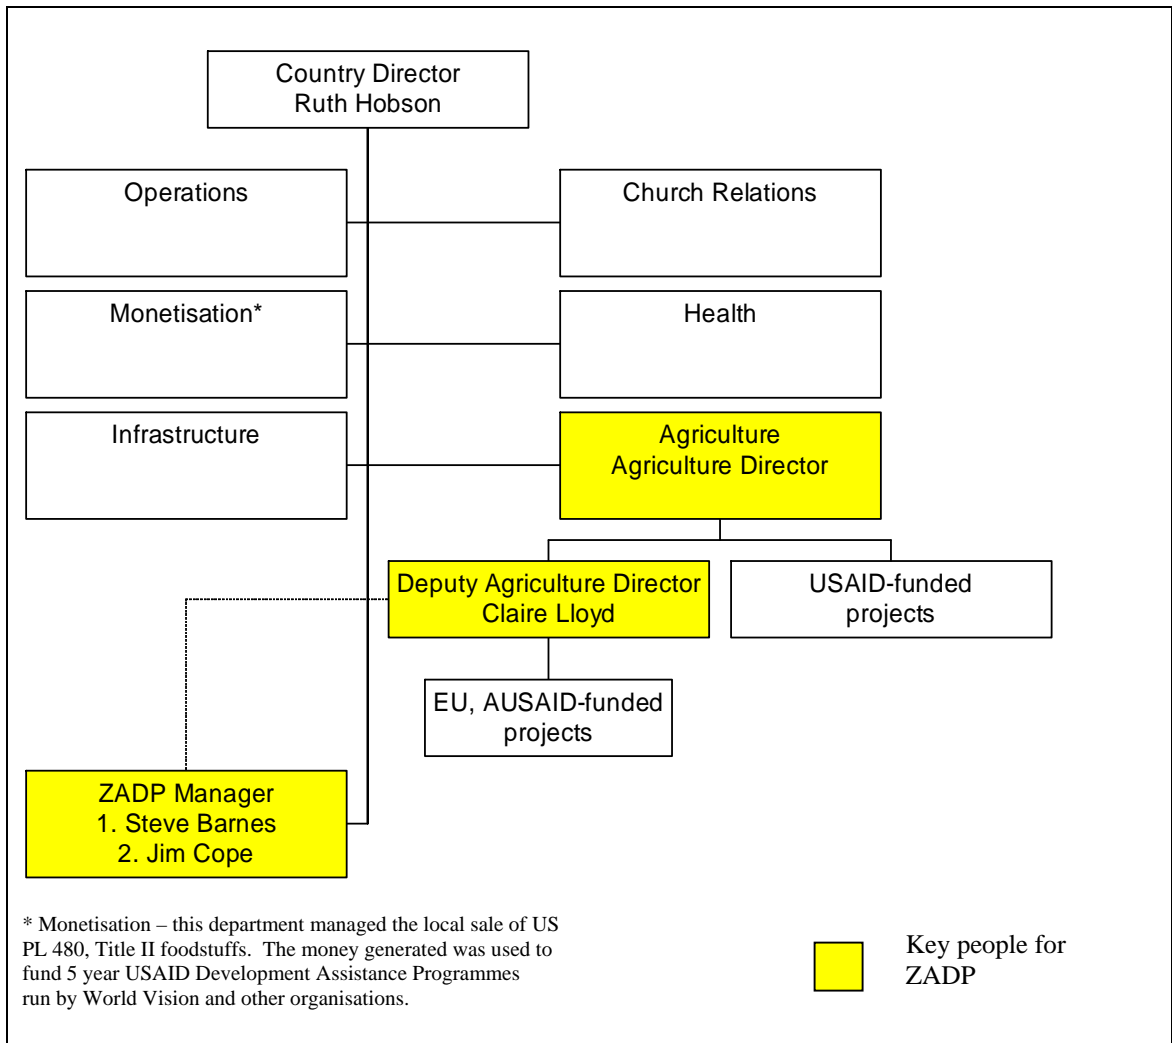 Country Director
Ruth Hobson
Operations
Church Relations
Monetisation*
Health
Infrastructure
Agriculture
Agriculture Director
Deputy Agriculture Director
Claire Lloyd
USAID-funded
projects
EU, AUSAID-funded
projects
ZADP Manager
1. Steve Barnes
2. Jim Cope
* Monetisation – this department managed the local sale of US
PL 480, Title II foodstuffs.  The money generated was used to
fund 5 year USAID Development Assistance Programmes
run by World Vision and other organisations.
Key people for
ZADP